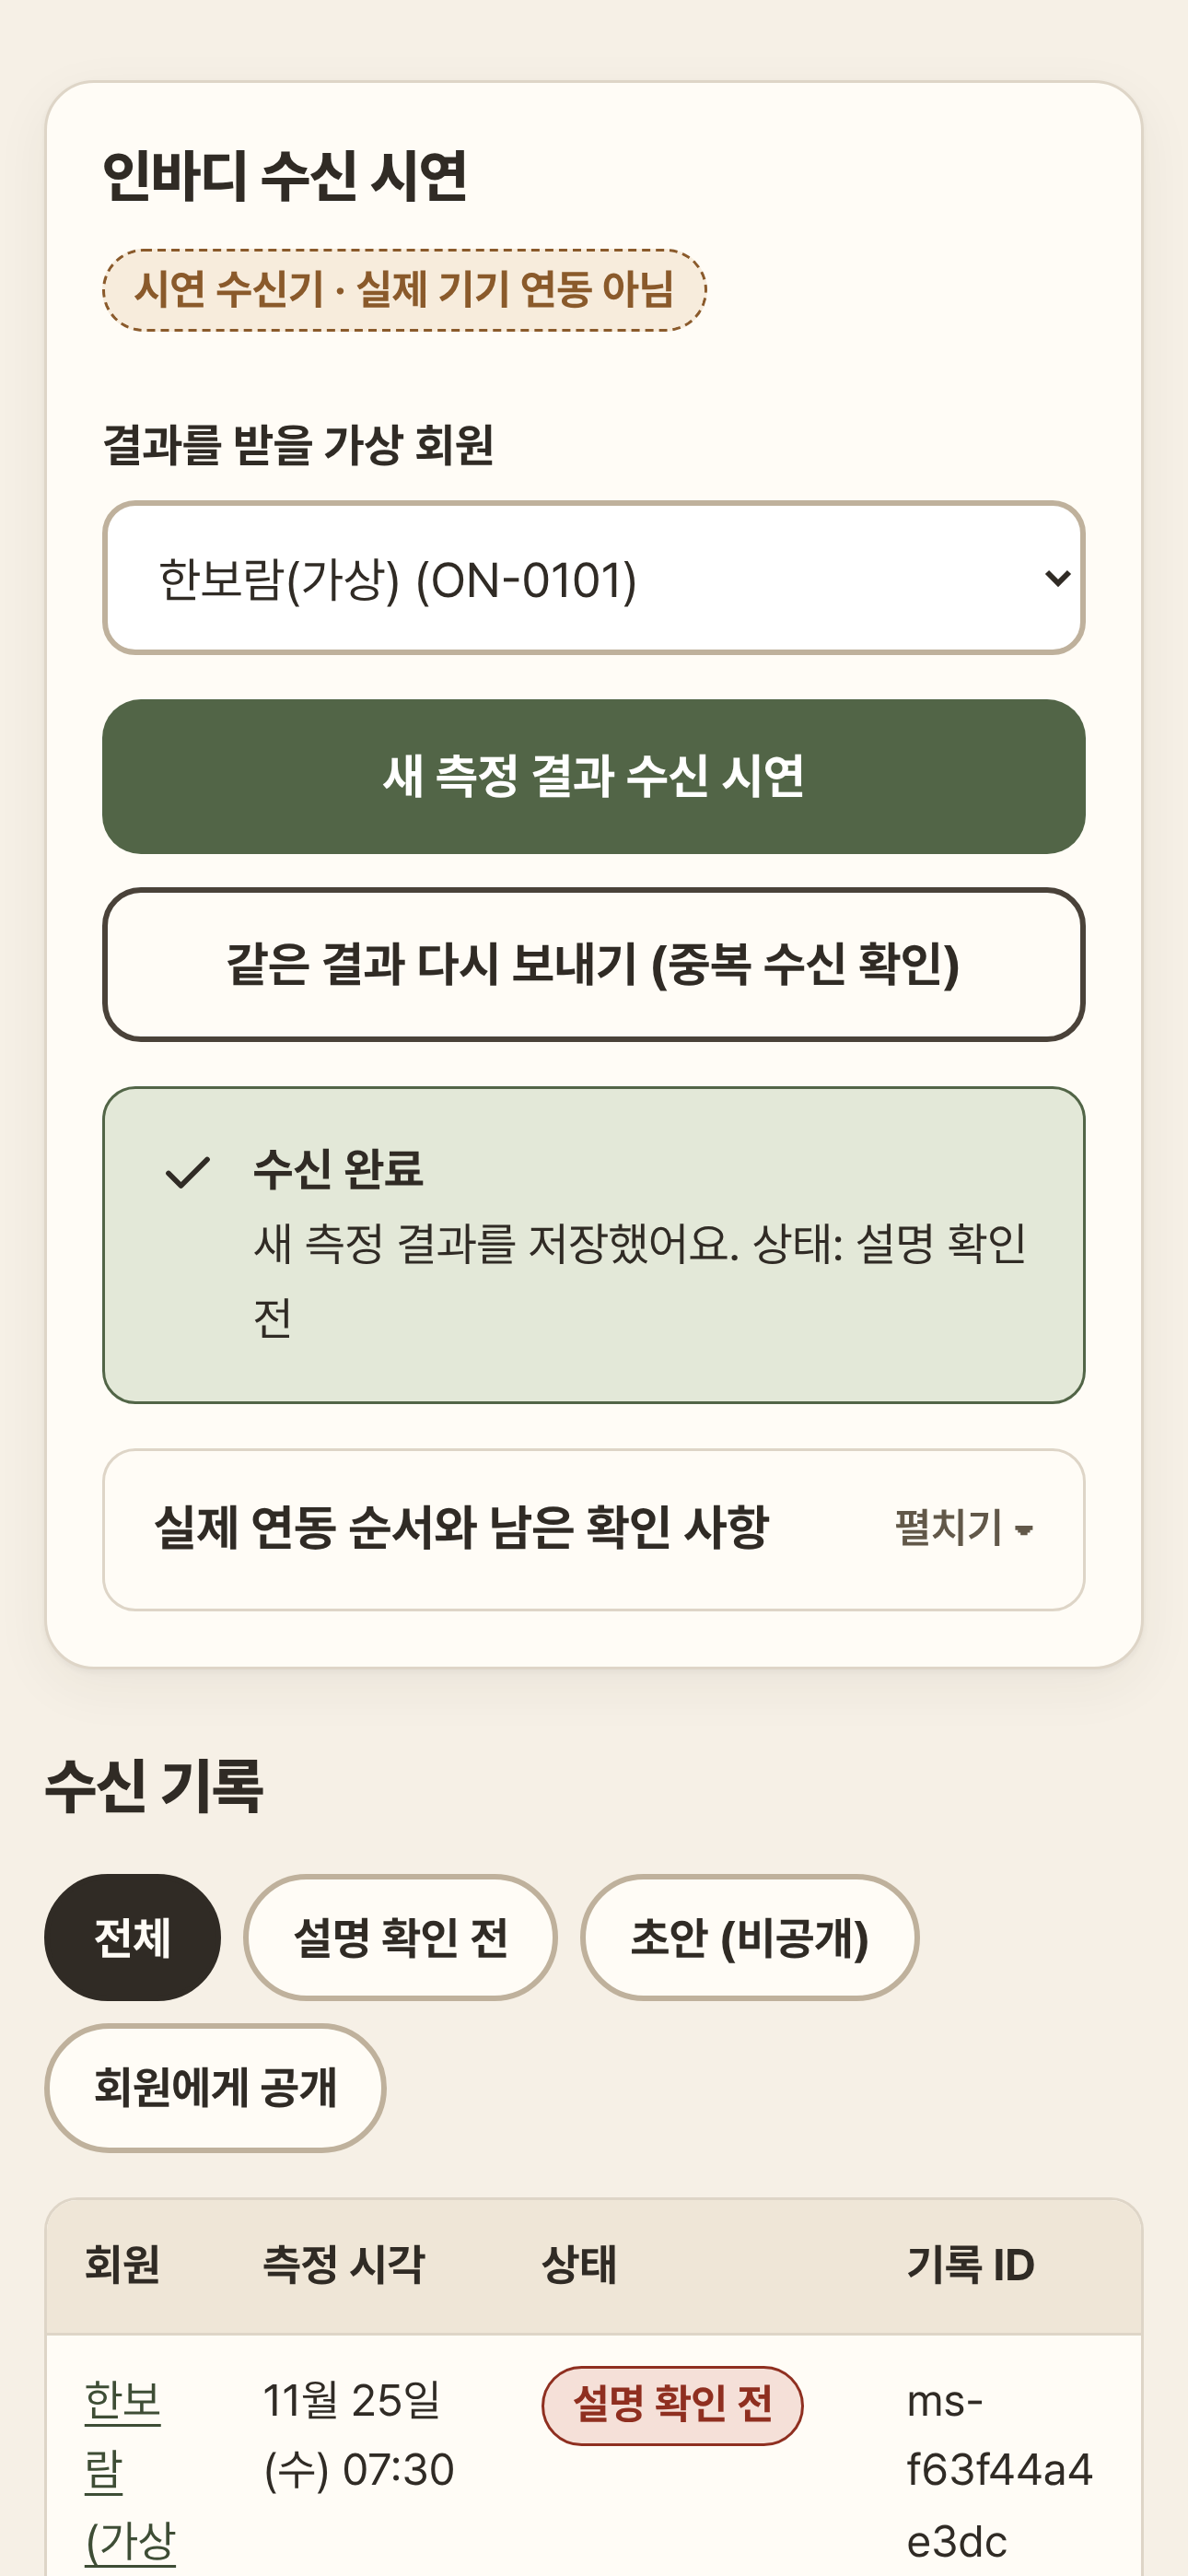 인바디 수신 시연
시연 수신기 · 실제 기기 연동 아님
결과를 받을 가상 회원
한보람(가상) (ON-0101)
새 측정 결과 수신 시연
같은 결과 다시 보내기 (중복 수신 확인)
수신 완료
새 측정 결과를 저장했어요. 상태: 설명 확인
전
실제 연동 순서와 남은 확인 사항 펼치기
수신 기록
전체 설명 확인 전 초안 (비공개)
회원에게 공개
회원 측정 시각 상태 기록 ID
한보 11월 25일 설명 확인 전 ms-
람 (수) 07:30 f63f44a4
(가상 e3dc